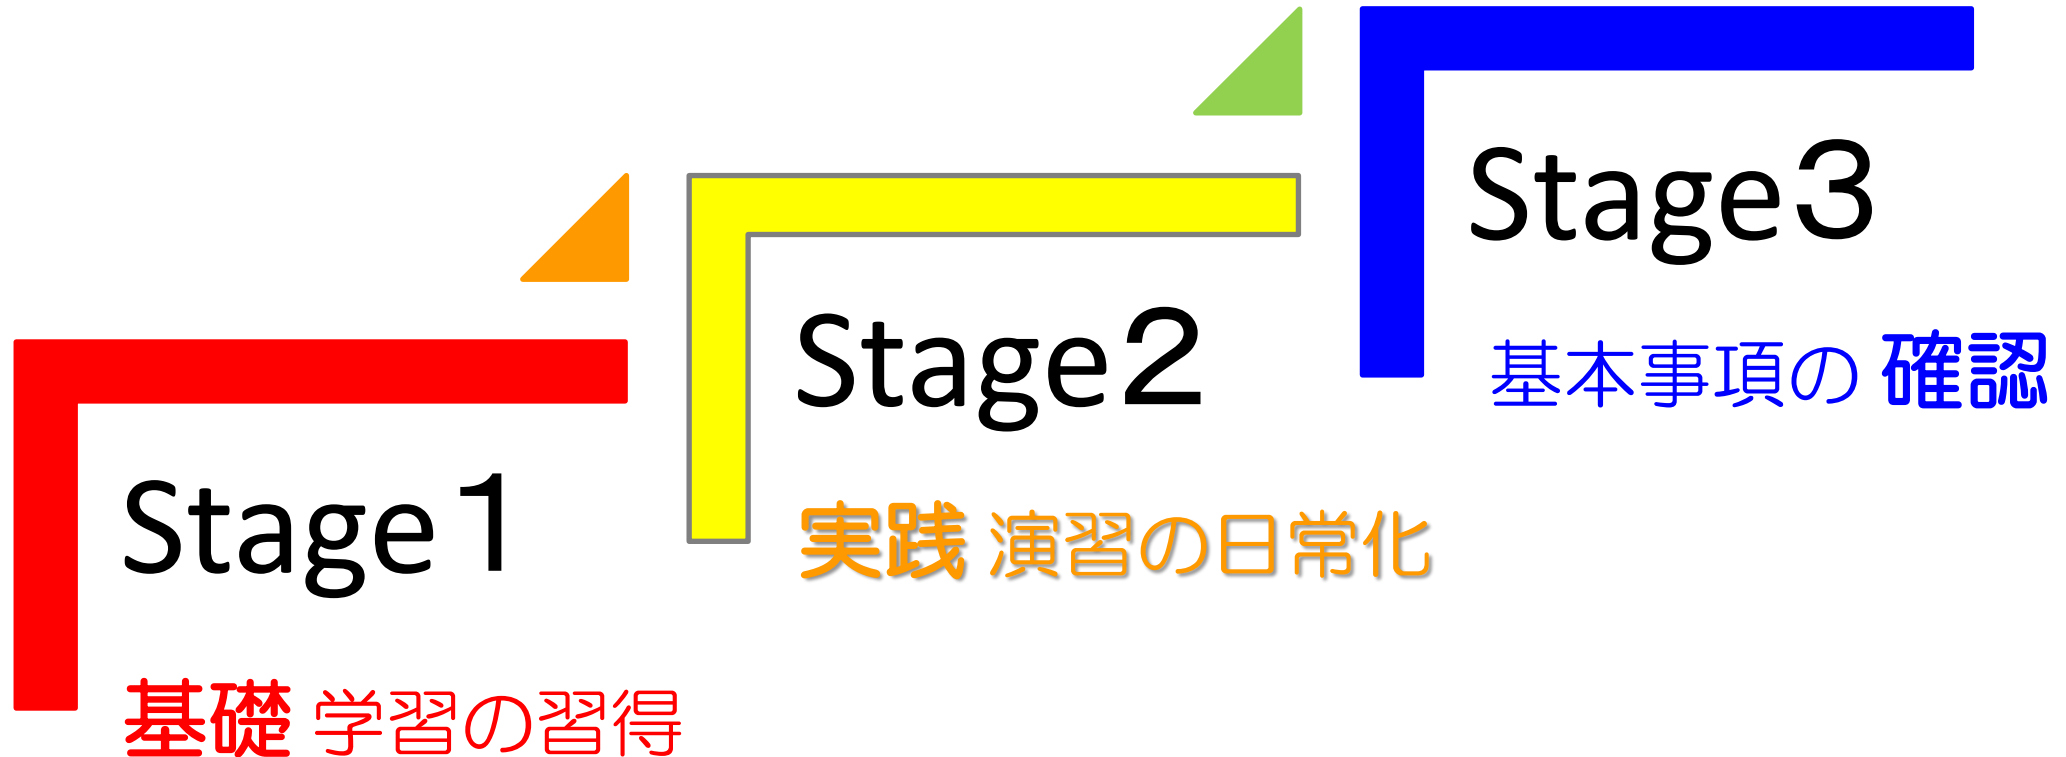 Stage１
基礎 学習の習得
Stage２
実践 演習の日常化
Stage３
基本事項の 確認